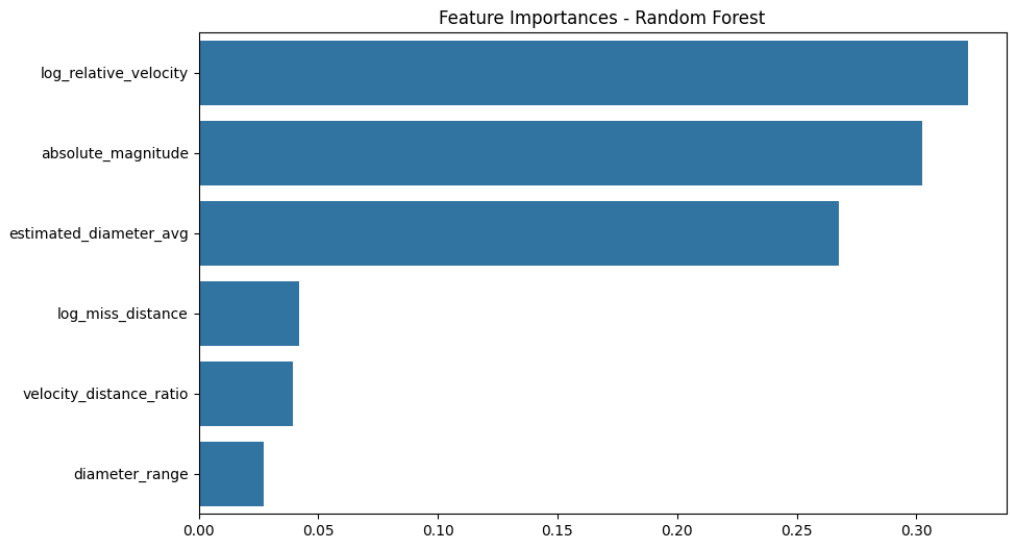 Feature Importances - Random Forest
log_relative_velocity
absolute_magnitude
estimated_diameter_avg
log_miss_distance
velocity_distance_ratio
diameter_range
0.00 0.05 0.10 0.15 0.20 0.25 0.30